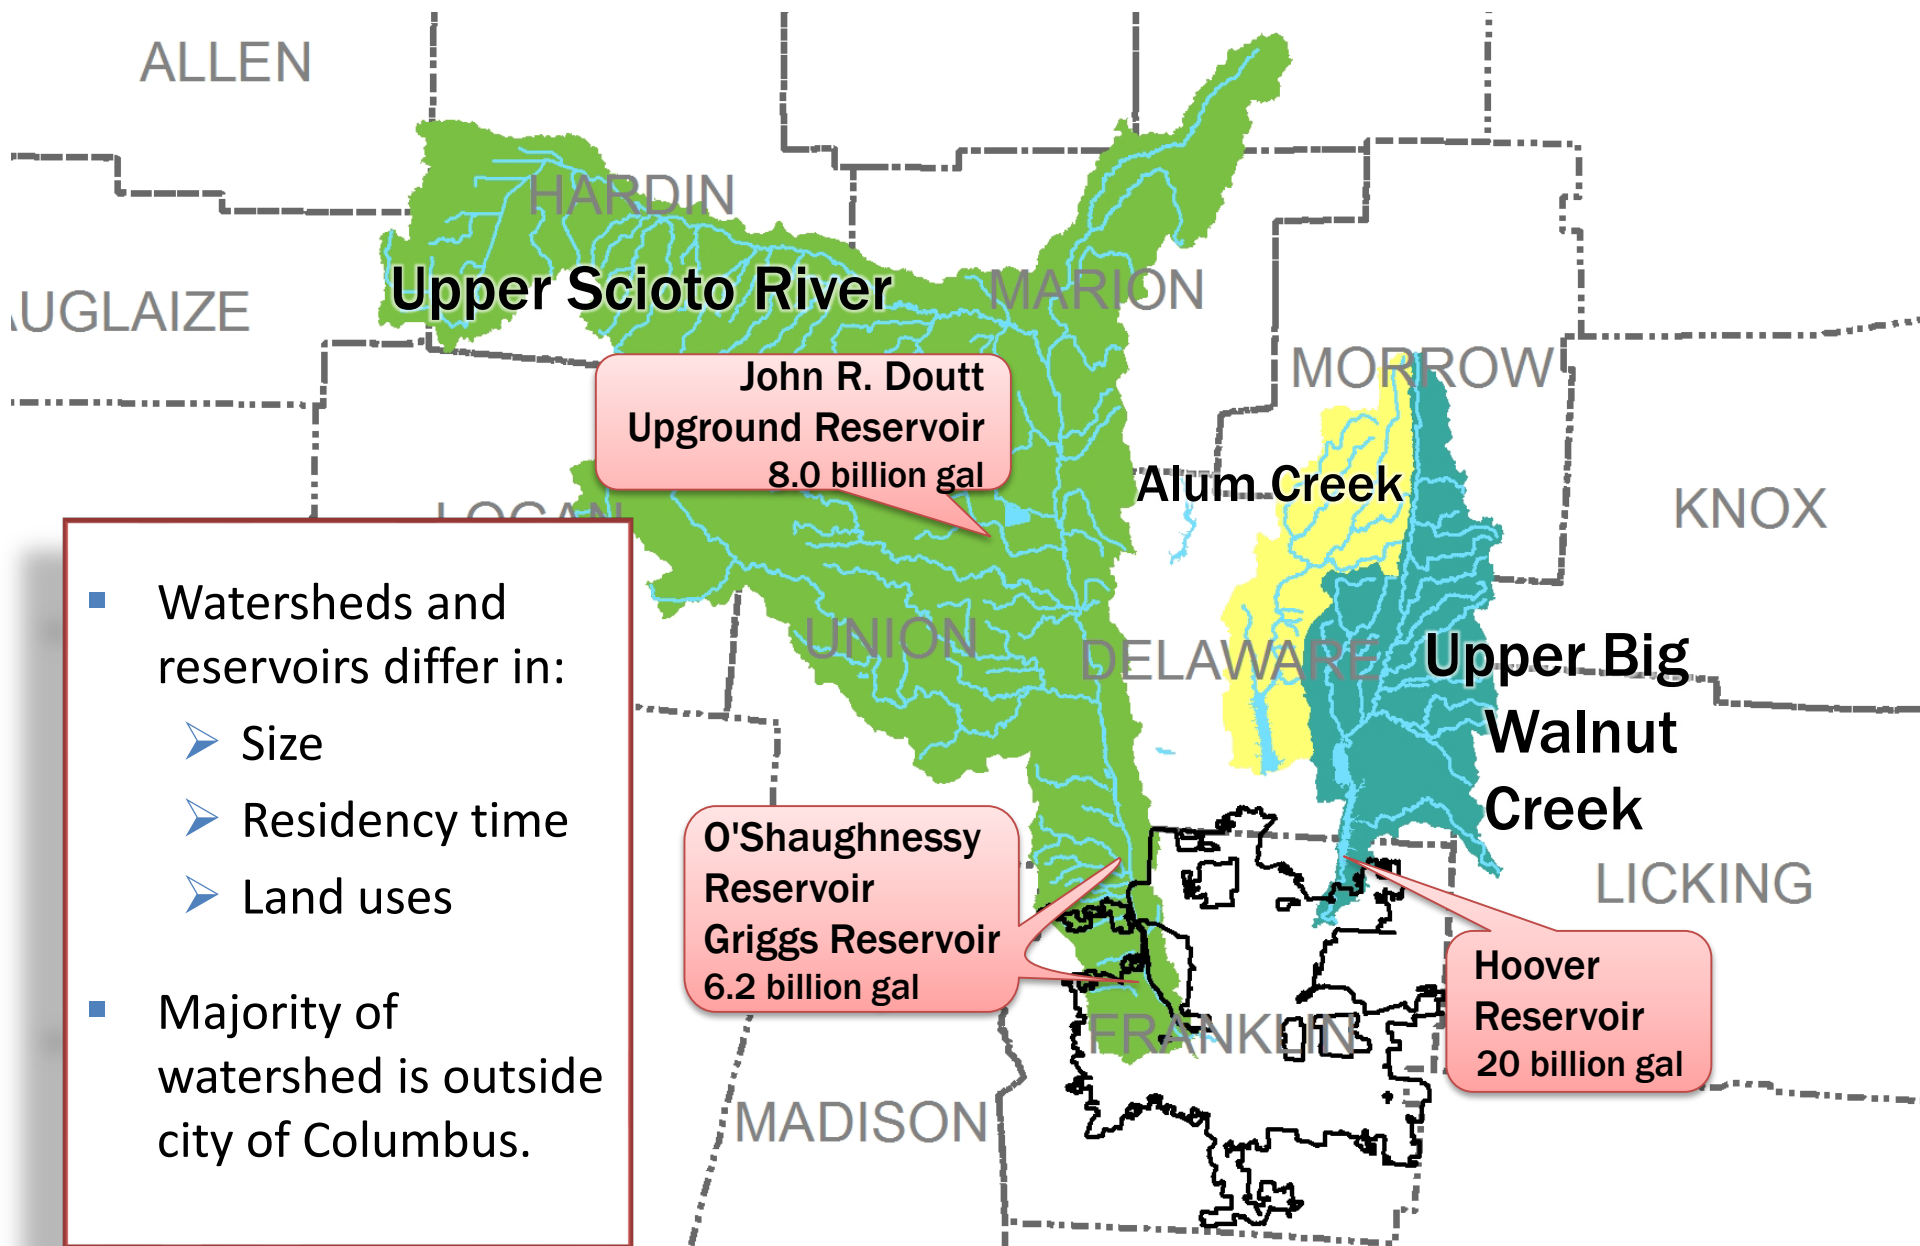 ALLEN
HARDIN
Upper Scioto River
MARION
UGLAIZE
MORROW
John R. Doutt
Upground Reservoir
8.0 billion gal
Alum Creek
KNOX
LOGAN
Watersheds and
reservoirs differ in:
Size
Residency time
Land uses
Majority of
watershed is outside
city of Columbus.
UNION
DELAWARE
Upper Big
Walnut
Creek
O'Shaughnessy
Reservoir
Griggs Reservoir
6.2 billion gal
LICKING
Hoover
Reservoir
20 billion gal
FRANKLIN
MADISON